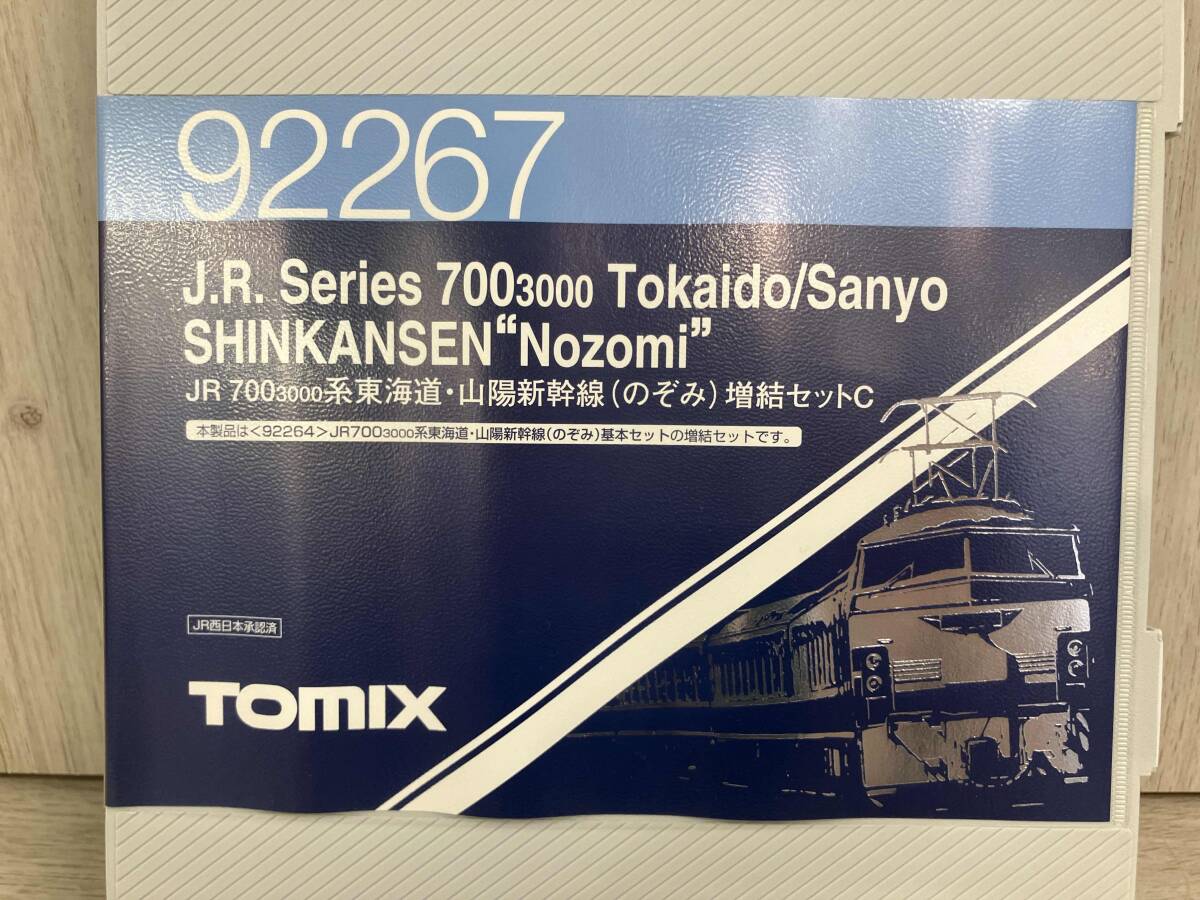 92267
J.R. Series 7003000 Tokaido/Sanyo
SHINKANSEN“Nozomi”
JR 7003000系東海道・山陽新幹線(のぞみ)増結セットC
本製品は<92264>JR7003000系東海道・山陽新幹線(のぞみ)基本セットの増結セットです。
JR西日本承認済
TOMIX